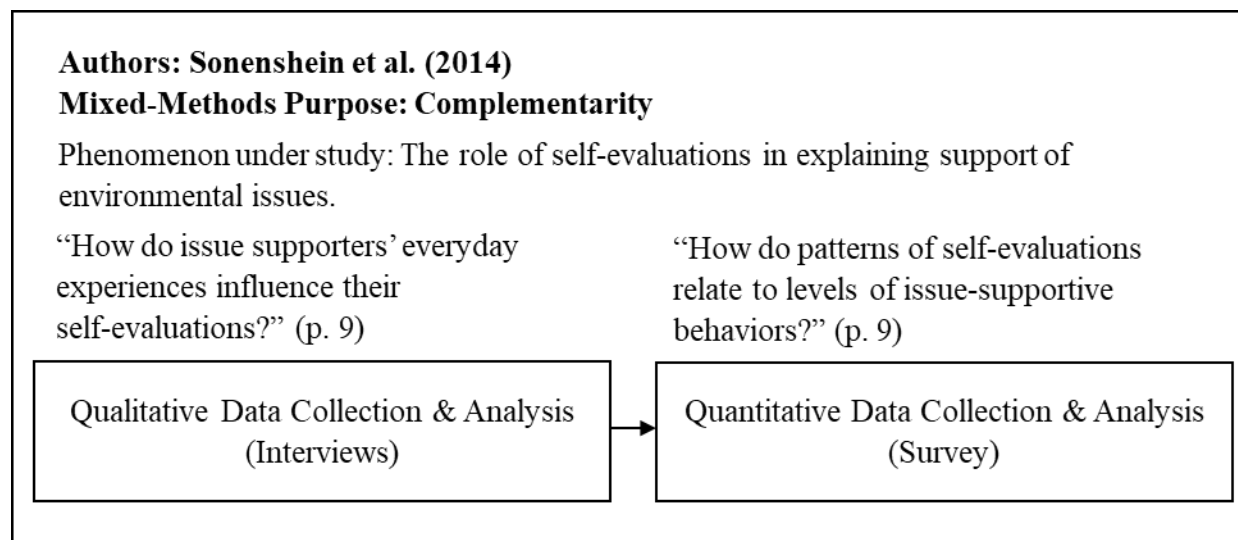 Authors: Sonenshein et al. (2014)
Mixed-Methods Purpose: Complementarity
Phenomenon under study: The role of self-evaluations in explaining support of
environmental issues.
“How do issue supporters’ everyday
experiences influence their
self-evaluations?” (p. 9)
“How do patterns of self-evaluations
relate to levels of issue-supportive
behaviors?” (p. 9)
Qualitative Data Collection & Analysis
(Interviews)
Quantitative Data Collection & Analysis
(Survey)